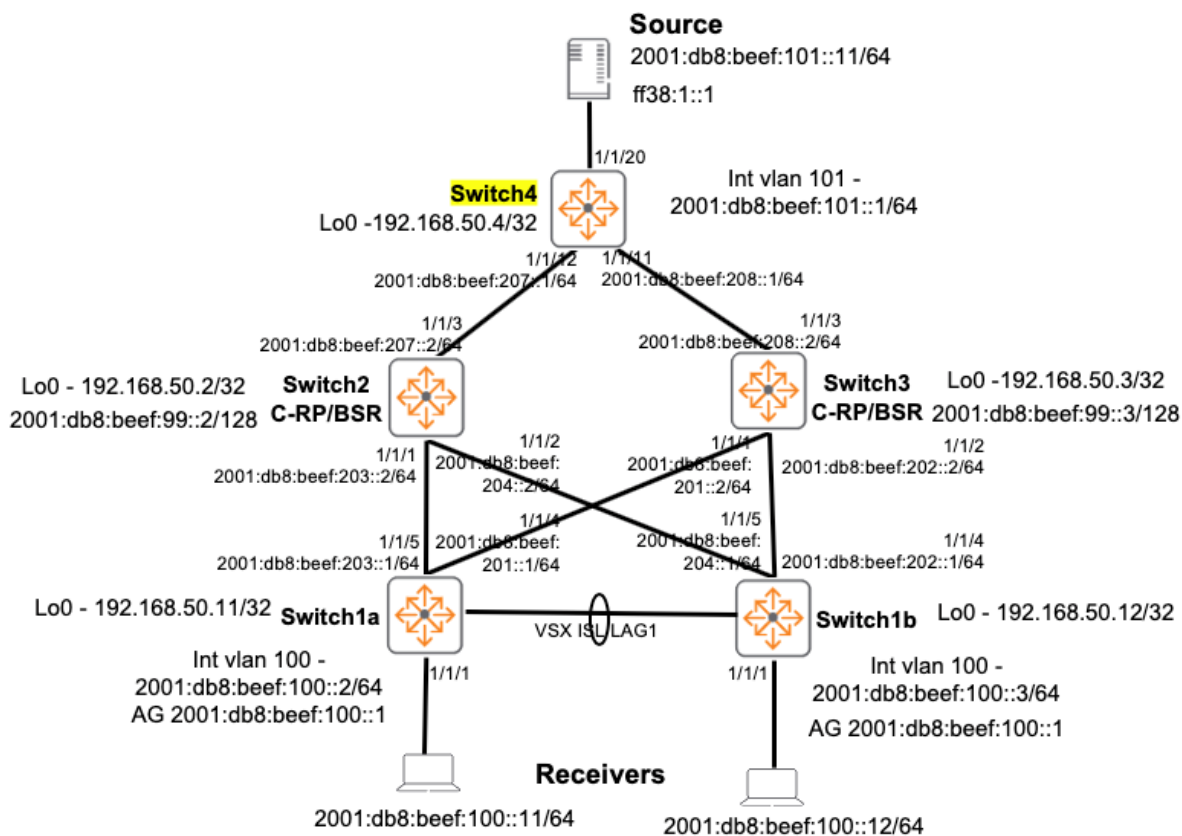 Source
2001:db8:beef:101::11/64
ff38:1::1
1/1/20
Switch4
Lo0 -192.168.50.4/32
Int vlan 101 -
2001:db8:beef:101::1/64
1/1/12
2001:db8:beef:207::1/64
1/1/11
2001:db8:beef:208::1/64
1/1/3
2001:db8:beef:207::2/64
1/1/3
2001:db8:beef:208::2/64
Lo0 - 192.168.50.2/32
2001:db8:beef:99::2/128
Switch2
C-RP/BSR
Switch3
C-RP/BSR
Lo0 -192.168.50.3/32
2001:db8:beef:99::3/128
1/1/1
2001:db8:beef:203::2/64
1/1/2
2001:db8:beef:
204::2/64
1/1/1
2001:db8:beef:
201::2/64
1/1/2
2001:db8:beef:202::2/64
1/1/5
2001:db8:beef:203::1/64
1/1/4
2001:db8:beef:
201::1/64
1/1/5
2001:db8:beef:
204::1/64
1/1/4
2001:db8:beef:202::1/64
Lo0 - 192.168.50.11/32
Switch1a
VSX ISL/LAG1
Switch1b
Lo0 - 192.168.50.12/32
Int vlan 100 -
2001:db8:beef:100::2/64
AG 2001:db8:beef:100::1
1/1/1
1/1/1
Int vlan 100 -
2001:db8:beef:100::3/64
AG 2001:db8:beef:100::1
Receivers
2001:db8:beef:100::11/64
2001:db8:beef:100::12/64